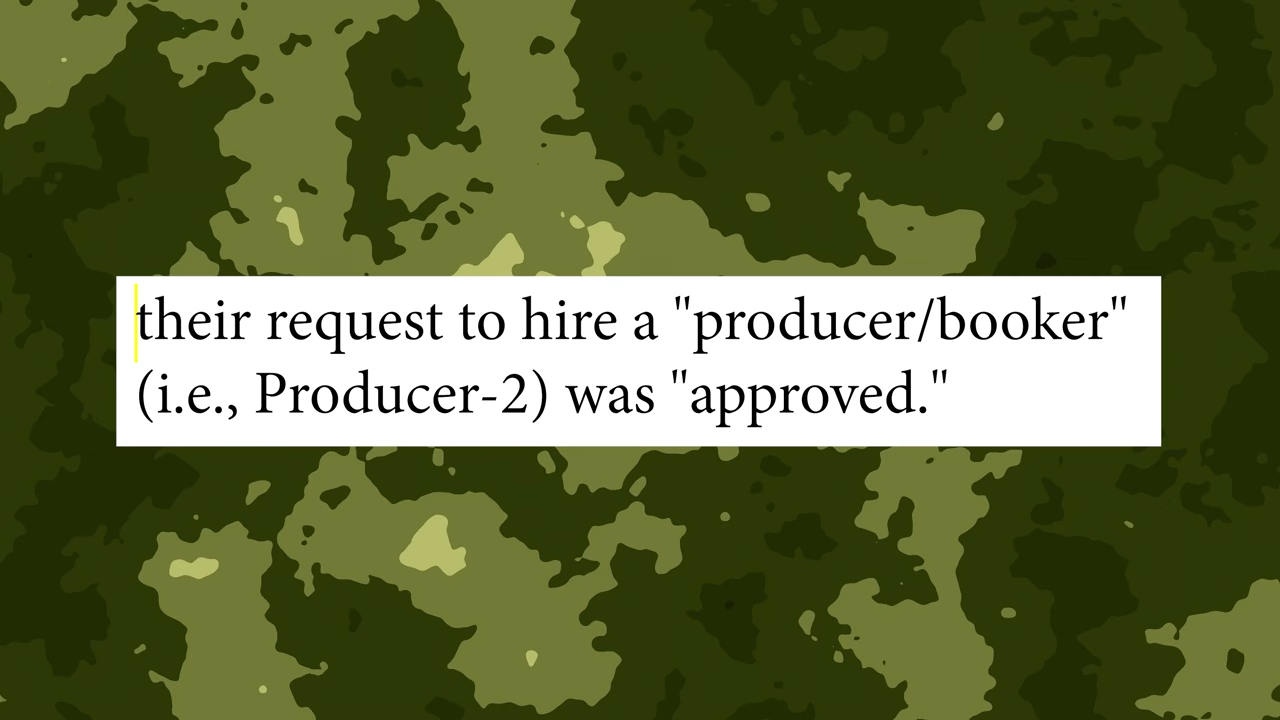 their request to hire a "producer/booker"
(i.e., Producer-2) was "approved."